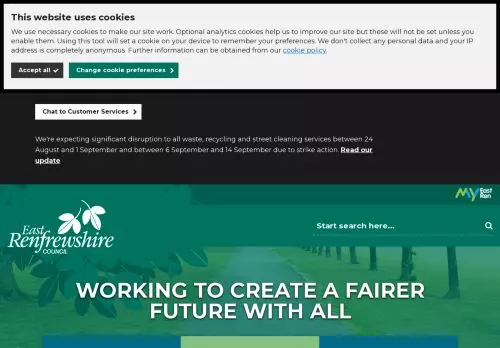 This website uses cookies
We use necessary cookies to make our site work. Optional analytics cookies help us to improve our site but these will not be set unless you
enable them. Using this tool will set a cookie on your device to remember your preferences. We don't collect any personal data and your IP
address is completely anonymous. Further information can be obtained from our cookie policy.
Accept all
Change cookie preferences
Chat to Customer Services
We're expecting significant disruption to all waste, recycling and street cleaning services between 24
August and 1 September and between 6 September and 14 September due to strike action. Read our
update
My East
Ren
East
Renfrewshire
COUNCIL
Start search here...
WORKING TO CREATE A FAIRER
FUTURE WITH ALL